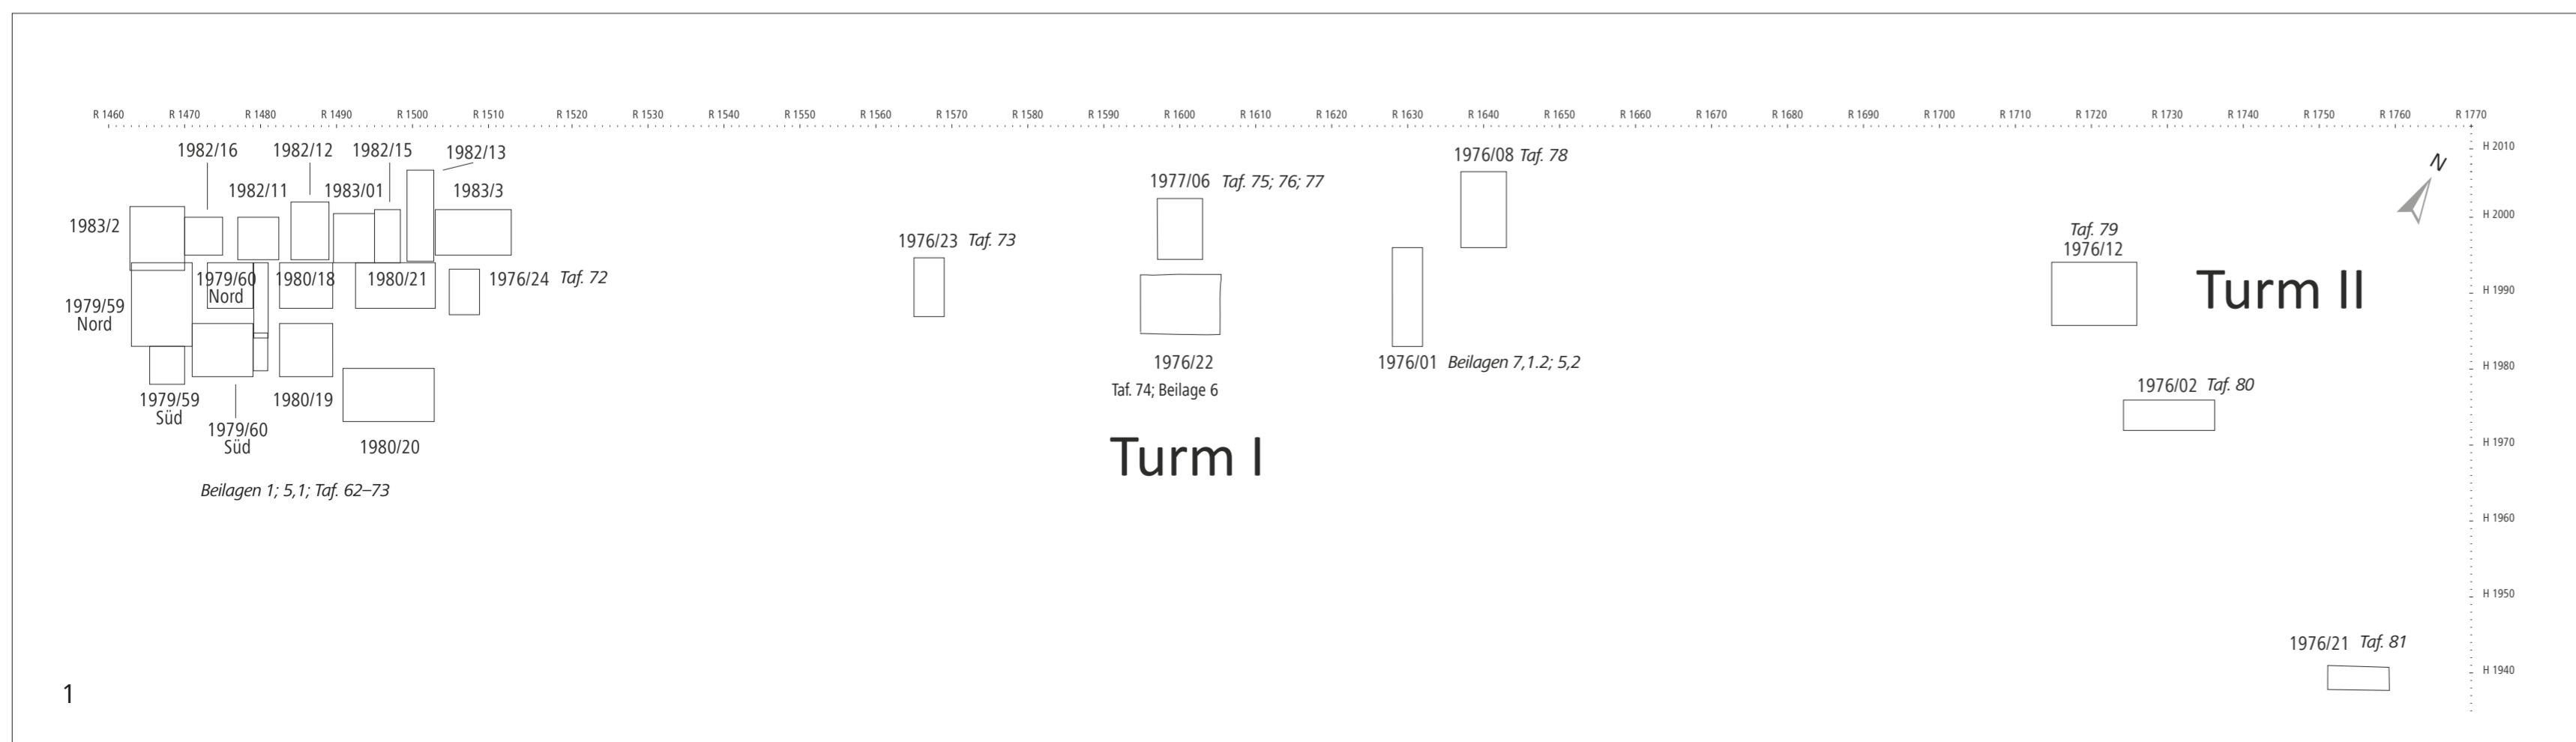 R 1460 R 1470 R 1480 R 1490 R 1500 R 1510 R 1520 R 1530 R 1540 R 1550 R 1560 R 1570 R 1580 R 1590 R 1600 R 1610 R 1620 R 1630 R 1640 R 1650 R 1660 R 1670 R 1680 R 1690 R 1700 R 1710 R 1720 R 1730 R 1740 R 1750 R 1760 R 1770
H 2010
H 2000
H 1990
H 1980
H 1970
H 1960
H 1950
H 1940
N
1982/16
1982/12
1982/15
1982/13
1982/11
1983/01
1983/3
1983/2
1979/60
Nord
1980/18
1980/21
1976/24 Taf. 72
1979/59
Nord
1979/59
Süd
1979/60
Süd
1980/19
1980/20
Beilagen 1; 5,1; Taf. 62–73
1976/23 Taf. 73
1977/06 Taf. 75; 76; 77
1976/22
Taf. 74; Beilage 6
Turm I
1976/08 Taf. 78
1976/01 Beilagen 7,1.2; 5,2
Taf. 79
1976/12
Turm II
1976/02 Taf. 80
1976/21 Taf. 81
1